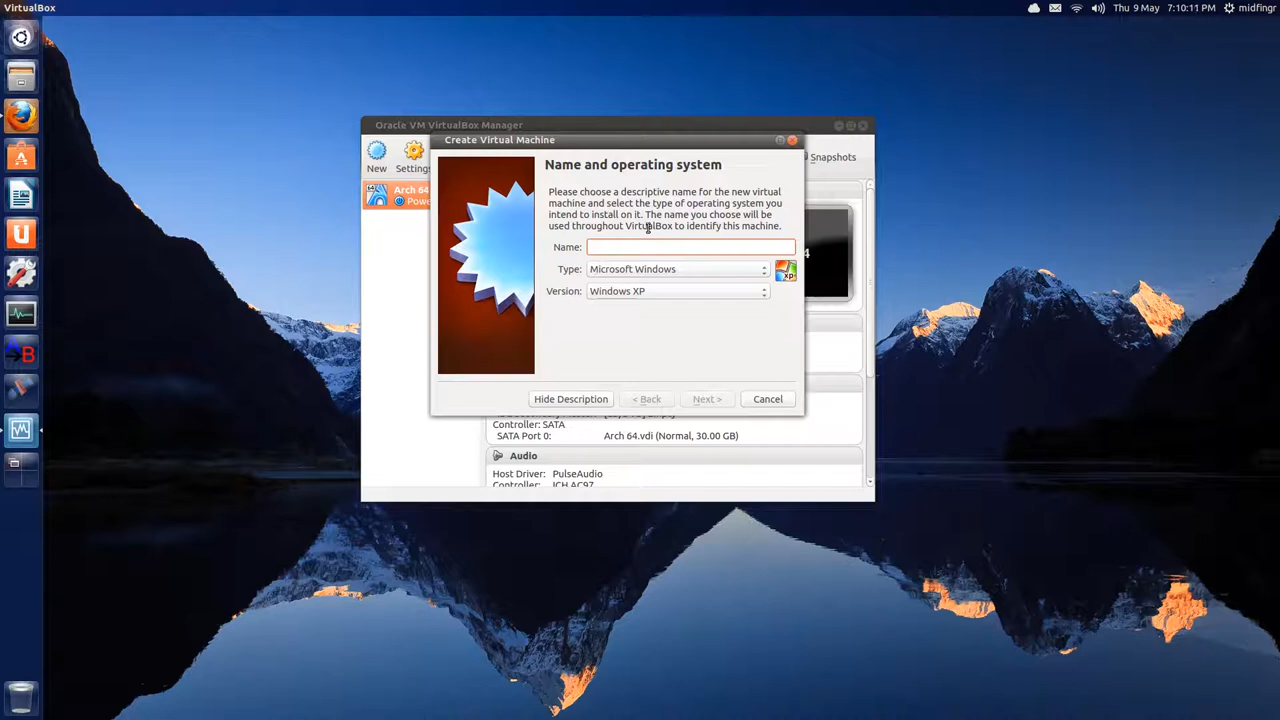 VirtualBox
Thu 9 May
7:10:11 PM
midfingr
Oracle VM VirtualBox Manager
Create Virtual Machine
New
Settings
Snapshots
64
Arch 64
Powe
Name and operating system
Please choose a descriptive name for the new virtual
machine and select the type of operating system you
intend to install on it. The name you choose will be
used throughout VirtualBox to identify this machine.
Name:
Type:
Microsoft Windows
xp
Version:
Windows XP
4
Hide Description
< Back
Next >
Cancel
Controller: SATA
SATA Port 0:
Arch 64.vdi (Normal, 30.00 GB)
Audio
Host Driver:
PulseAudio
Controller:
ICH AC97
A
B